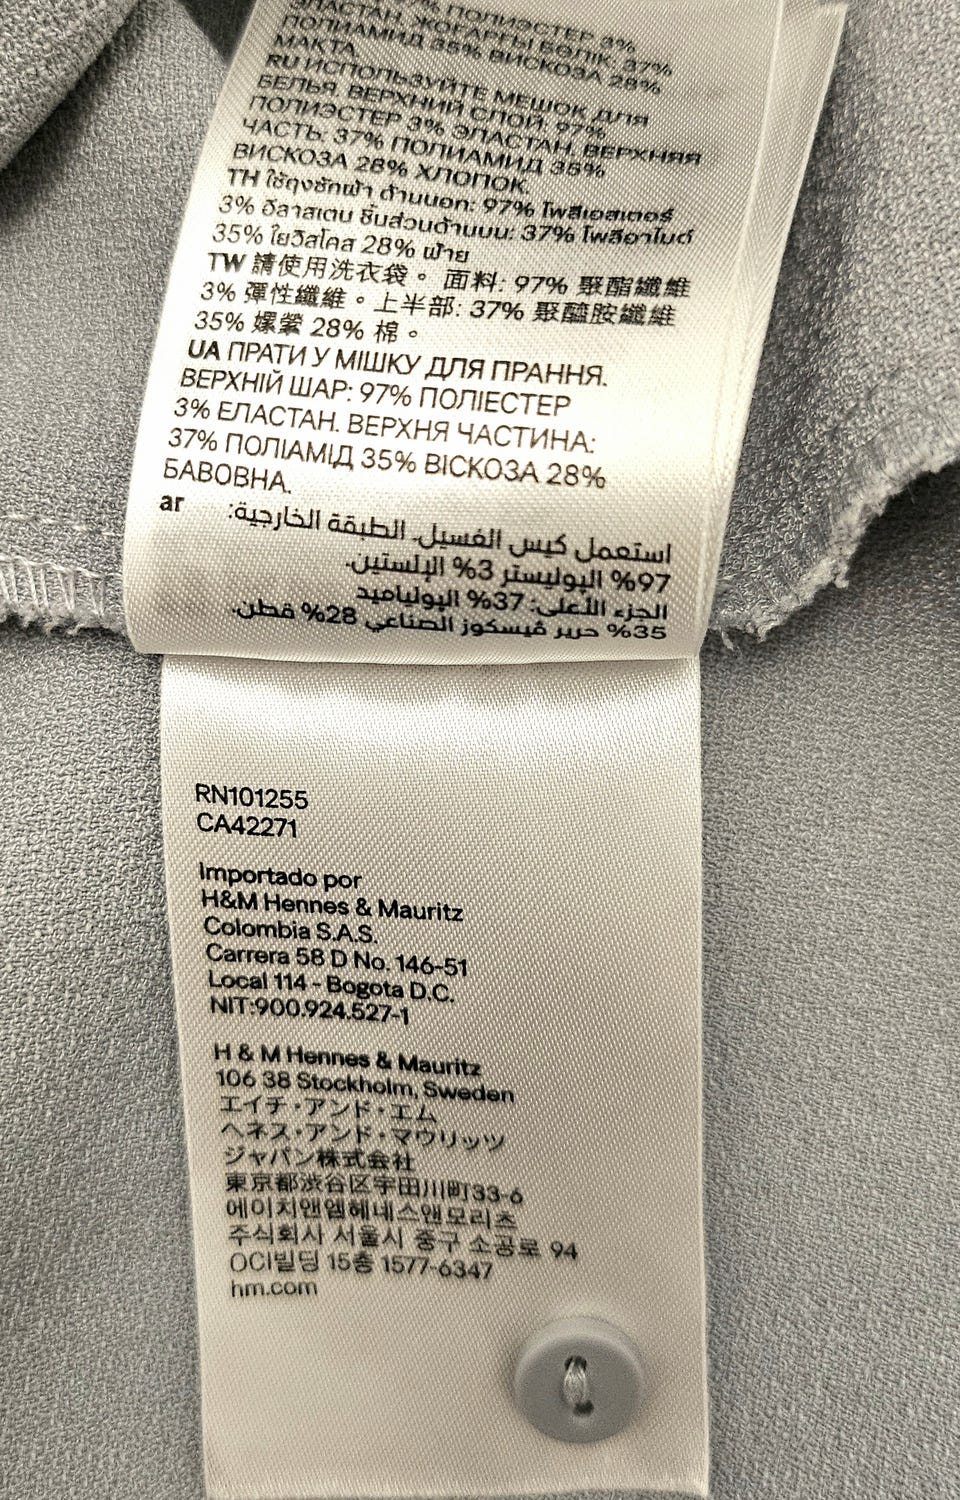 % ПОЛИЭСТЕР 3%
ЭЛАСТАН. ЖОҒАРҒЫ БӨЛІК: 37%
ПОЛИАМИД 35% ВИСКОЗА 28%
МАКТА
RU ИСПОЛЬЗУЙТЕ МЕШОК ДЛЯ
БЕЛЬЯ. ВЕРХНИЙ СЛОЙ: 97%
ПОЛИЭСТЕР 3% ЭЛАСТАН. ВЕРХНЯЯ
ЧАСТЬ: 37% ПОЛИАМИД 35%
ВИСКОЗА 28% ХЛОПОК.
TH ใช้ถุงซักผ้า ด้านนอก: 97% โพลีเอสเตอร์
3% อีลาสเตน ชิ้นส่วนด้านบน: 37% โพลีอาไมด์
35% ใยวิสโคส 28% ฝ้าย
TW 請使用洗衣袋。 面料: 97% 聚酯纖維
3% 彈性纖維。上半部: 37% 聚醯胺纖維
35% 嫘縈 28% 棉。
UA ПРАТИ У МІШКУ ДЛЯ ПРАННЯ.
ВЕРХНІЙ ШАР: 97% ПОЛІЕСТЕР
3% ЕЛАСТАН. ВЕРХНЯ ЧАСТИНА:
37% ПОЛІАМІД 35% ВІСКОЗА 28%
БАВОВНА.
ar استعمل كيس الغسيل. الطبقة الخارجية:
97% البوليستر 3% الإلستين.
الجزء الأعلى: 37% البولياميد
35% حرير ڤيسكوز الصناعي 28% قطن.
RN101255
CA42271
Importado por
H&M Hennes & Mauritz
Colombia S.A.S.
Carrera 58 D No. 146-51
Local 114 - Bogota D.C.
NIT:900.924.527-1
H & M Hennes & Mauritz
106 38 Stockholm, Sweden
エイチ・アンド・エム
ヘネス・アンド・マウリッツ
ジャパン株式会社
東京都渋谷区宇田川町33-6
에이치앤엠헤네스앤모리츠
주식회사 서울시 중구 소공로 94
OCI빌딩 15층 1577-6347
hm.com